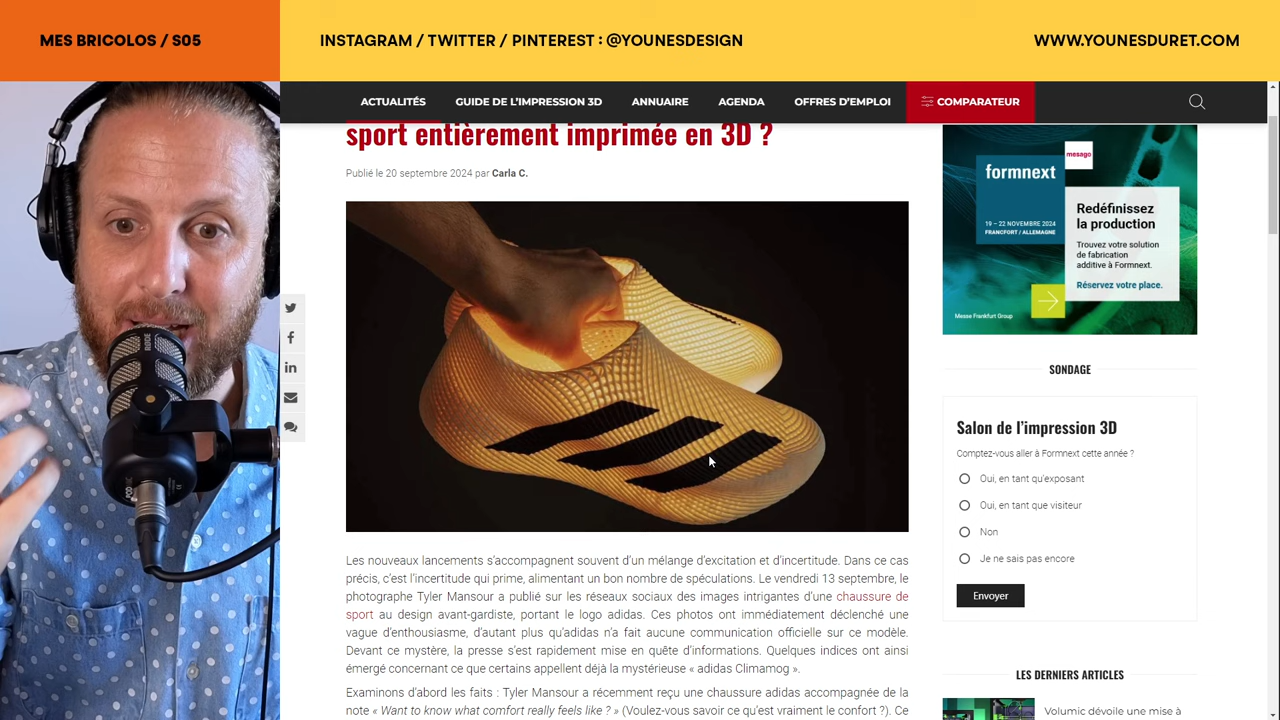 MES BRICOLOS / S05
INSTAGRAM / TWITTER / PINTEREST : @YOUNESDESIGN
WWW.YOUNESDURET.COM
ACTUALITÉS
GUIDE DE L'IMPRESSION 3D
ANNUAIRE
AGENDA
OFFRES D'EMPLOI
COMPARATEUR
sport entièrement imprimée en 3D ?
Publié le 20 septembre 2024 par Carla C.
Les nouveaux lancements s'accompagnent souvent d'un mélange d'excitation et d'incertitude. Dans ce cas
précis, c'est l'incertitude qui prime, alimentant un bon nombre de spéculations. Le vendredi 13 septembre, le
photographe Tyler Mansour a publié sur les réseaux sociaux des images intrigantes d'une chaussure de
sport au design avant-gardiste, portant le logo adidas. Ces photos ont immédiatement déclenché une
vague d'enthousiasme, d'autant plus qu'adidas n'a fait aucune communication officielle sur ce modèle.
Devant ce mystère, la presse s'est rapidement mise en quête d'informations. Quelques indices ont ainsi
émergé concernant ce que certains appellent déjà la mystérieuse « adidas Climamog ».
Examinons d'abord les faits : Tyler Mansour a récemment reçu une chaussure adidas accompagnée de la
note « Want to know what comfort really feels like ? » (Voulez-vous savoir ce qu'est vraiment le confort ?). Ce
mesago
formnext
19 – 22 NOVEMBRE 2024
FRANCFORT / ALLEMAGNE
Redéfinissez
la production
Trouvez votre solution
de fabrication
additive à Formnext.
Réservez votre place.
Messe Frankfurt Group
SONDAGE
Salon de l'impression 3D
Comptez-vous aller à Formnext cette année ?
Oui, en tant qu'exposant
Oui, en tant que visiteur
Non
Je ne sais pas encore
Envoyer
LES DERNIERS ARTICLES
Volumic dévoile une mise à
RØDE